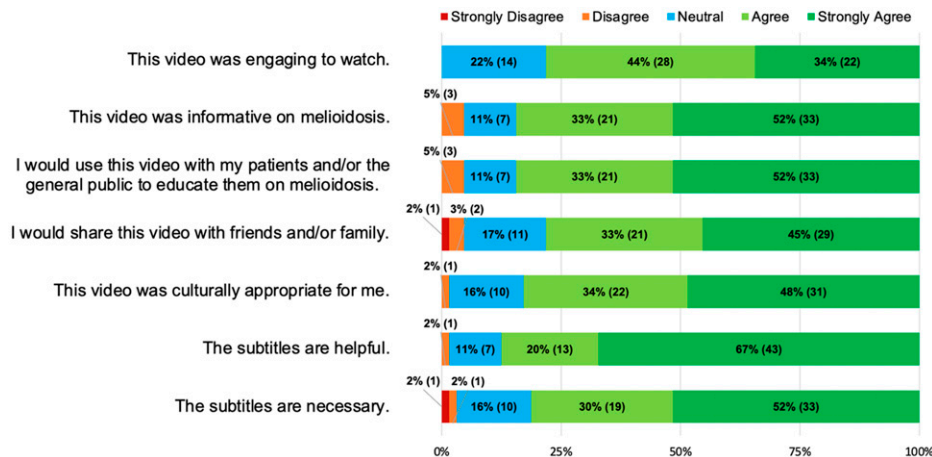 Strongly Disagree Disagree Neutral Agree Strongly Agree
This video was engaging to watch.
22% (14) 44% (28) 34% (22)
5% (3)
This video was informative on melioidosis.
11% (7) 33% (21) 52% (33)
5% (3)
I would use this video with my patients and/or the
general public to educate them on melioidosis.
11% (7) 33% (21) 52% (33)
2% (1) 3% (2)
I would share this video with friends and/or family.
17% (11) 33% (21) 45% (29)
2% (1)
This video was culturally appropriate for me.
16% (10) 34% (22) 48% (31)
2% (1)
The subtitles are helpful.
11% (7) 20% (13) 67% (43)
2% (1) 2% (1)
The subtitles are necessary.
16% (10) 30% (19) 52% (33)
0% 25% 50% 75% 100%